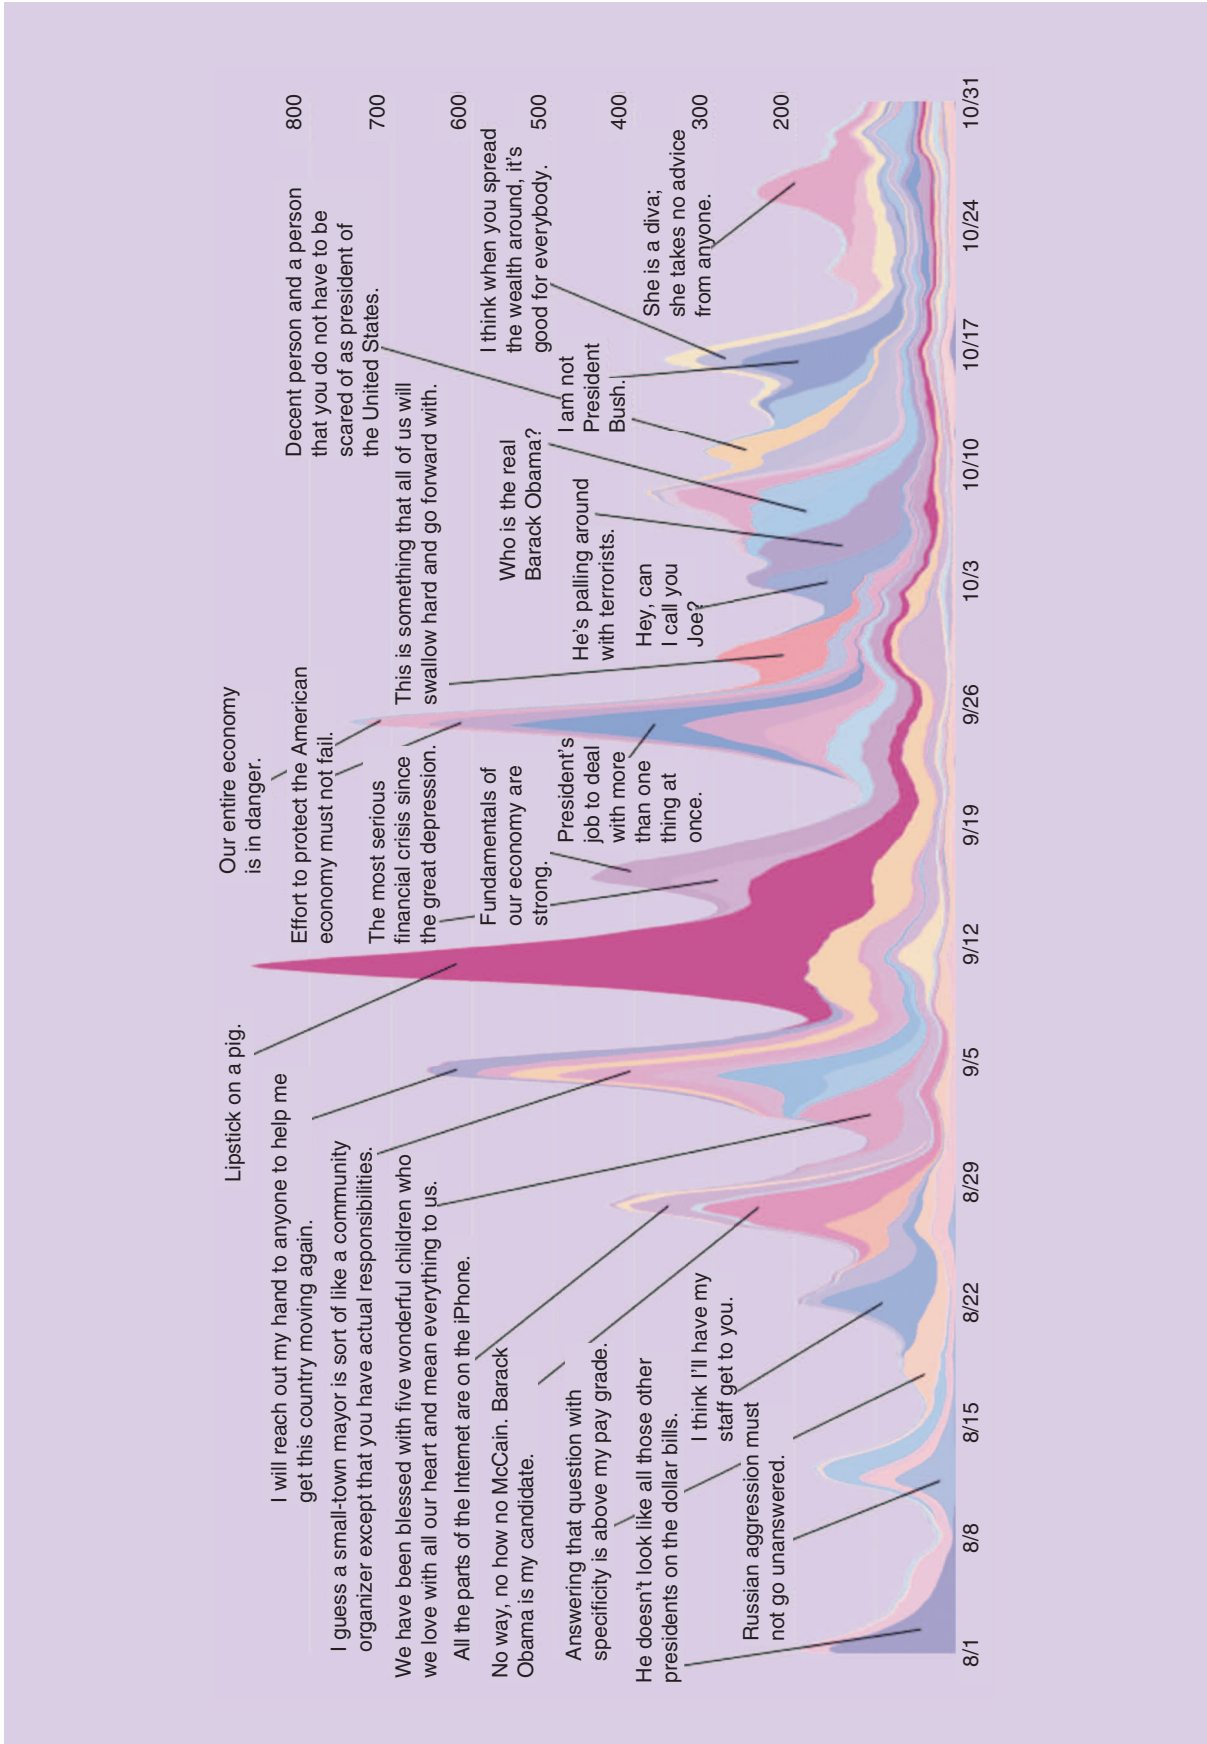 Our entire economy
is in danger.
Effort to protect the American
economy must not fail.
The most serious
financial crisis since
the great depression.
Fundamentals of
our economy are
strong.
President's
job to deal
with more
than one
thing at
once.
Lipstick on a pig.
I will reach out my hand to anyone to help me
get this country moving again.
I guess a small-town mayor is sort of like a community
organizer except that you have actual responsibilities.
We have been blessed with five wonderful children who
we love with all our heart and mean everything to us.
All the parts of the Internet are on the iPhone.
No way, no how no McCain. Barack
Obama is my candidate.
Answering that question with
specificity is above my pay grade.
He doesn't look like all those other
presidents on the dollar bills.
I think I'll have my
staff get to you.
Russian aggression must
not go unanswered.
Decent person and a person
that you do not have to be
scared of as president of
the United States.
This is something that all of us will
swallow hard and go forward with.
Who is the real
Barack Obama?
He's palling around
with terrorists.
Hey, can
I call you
Joe?
I think when you spread
the wealth around, it's
good for everybody.
I am not
President
Bush.
She is a diva;
she takes no advice
from anyone.
800
700
600
500
400
300
200
8/1
8/8
8/15
8/22
8/29
9/5
9/12
9/19
9/26
10/3
10/10
10/17
10/24
10/31